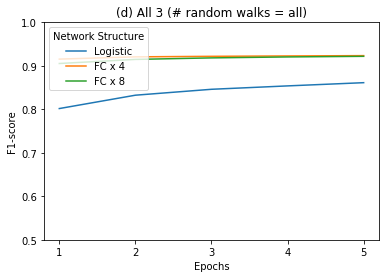 (d) All 3 (# random walks = all)
1.0
0.9
0.8
0.7
0.6
0.5
F1-score
Network Structure
Logistic
FC x 4
FC x 8
1 2 3 4 5
Epochs